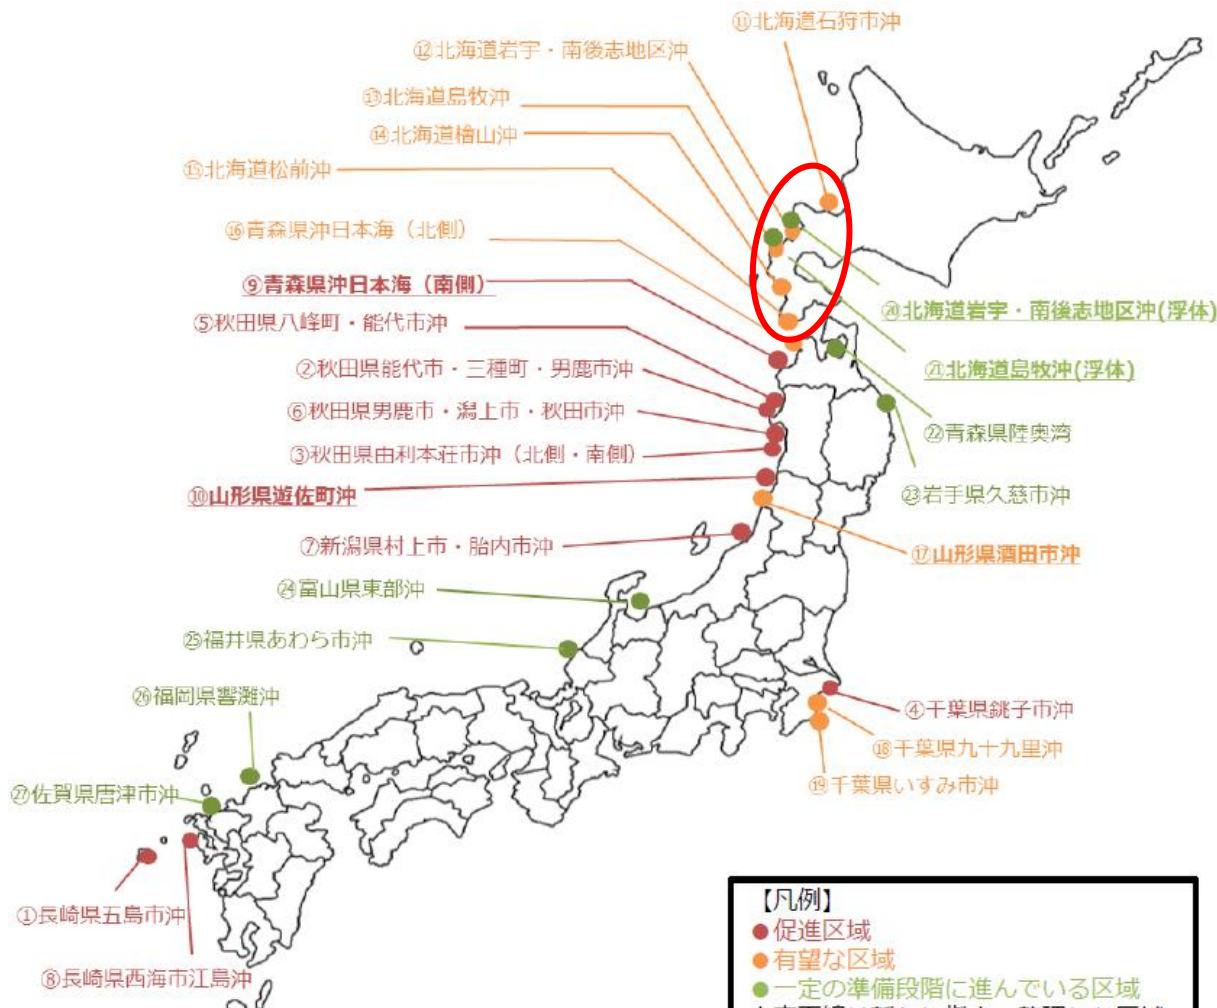 ⑪北海道石狩市沖
⑫北海道岩宇・南後志地区沖
⑬北海道島牧沖
⑭北海道檜山沖
⑮北海道松前沖
⑯青森県沖日本海（北側）
⑨青森県沖日本海（南側）
⑤秋田県八峰町・能代市沖
②秋田県能代市・三種町・男鹿市沖
⑥秋田県男鹿市・潟上市・秋田市沖
③秋田県由利本荘市沖（北側・南側）
⑩山形県遊佐町沖
⑦新潟県村上市・胎内市沖
㉔富山県東部沖
㉕福井県あわら市沖
㉖福岡県響灘沖
㉗佐賀県唐津市沖
①長崎県五島市沖
⑧長崎県西海市江島沖
⑳北海道岩宇・南後志地区沖(浮体)
㉑北海道島牧沖(浮体)
㉒青森県陸奥湾
㉓岩手県久慈市沖
⑰山形県酒田市沖
④千葉県銚子市沖
⑱千葉県九十九里沖
⑲千葉県いすみ市沖
【凡例】
●促進区域
●有望な区域
●一定の準備段階に進んでいる区域